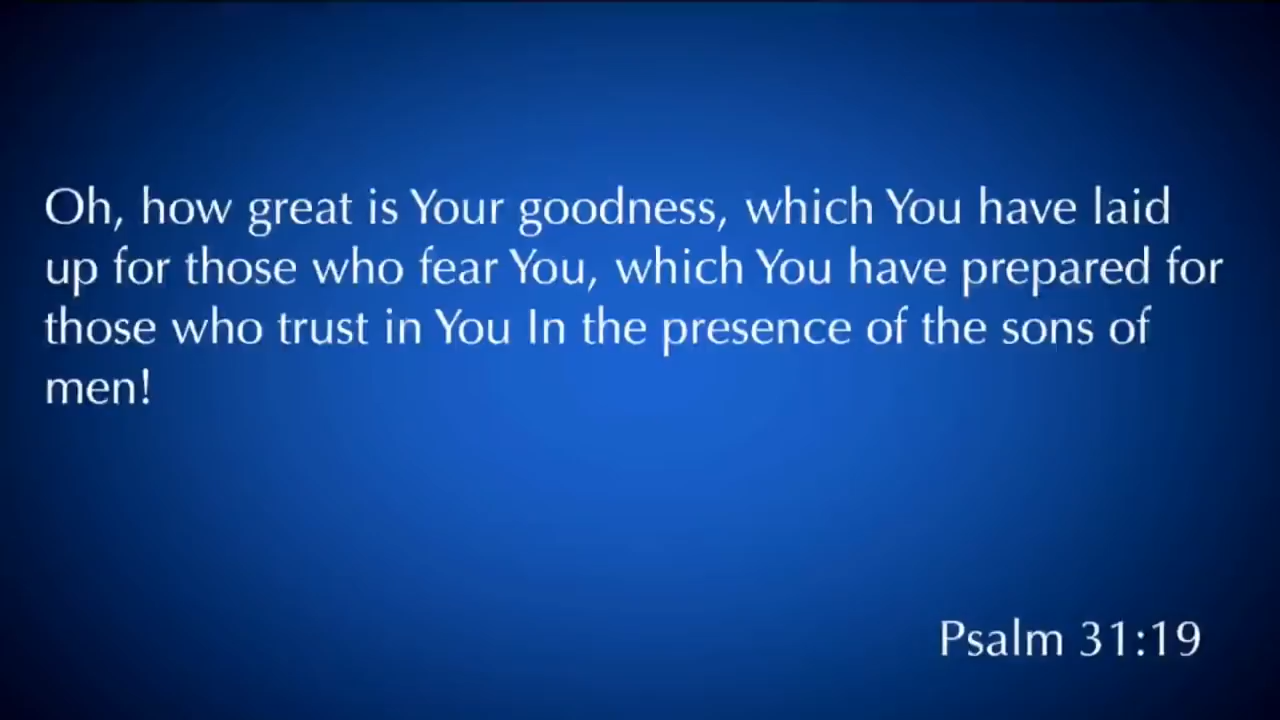 Oh, how great is Your goodness, which You have laid
up for those who fear You, which You have prepared for
those who trust in You In the presence of the sons of
men!
Psalm 31:19